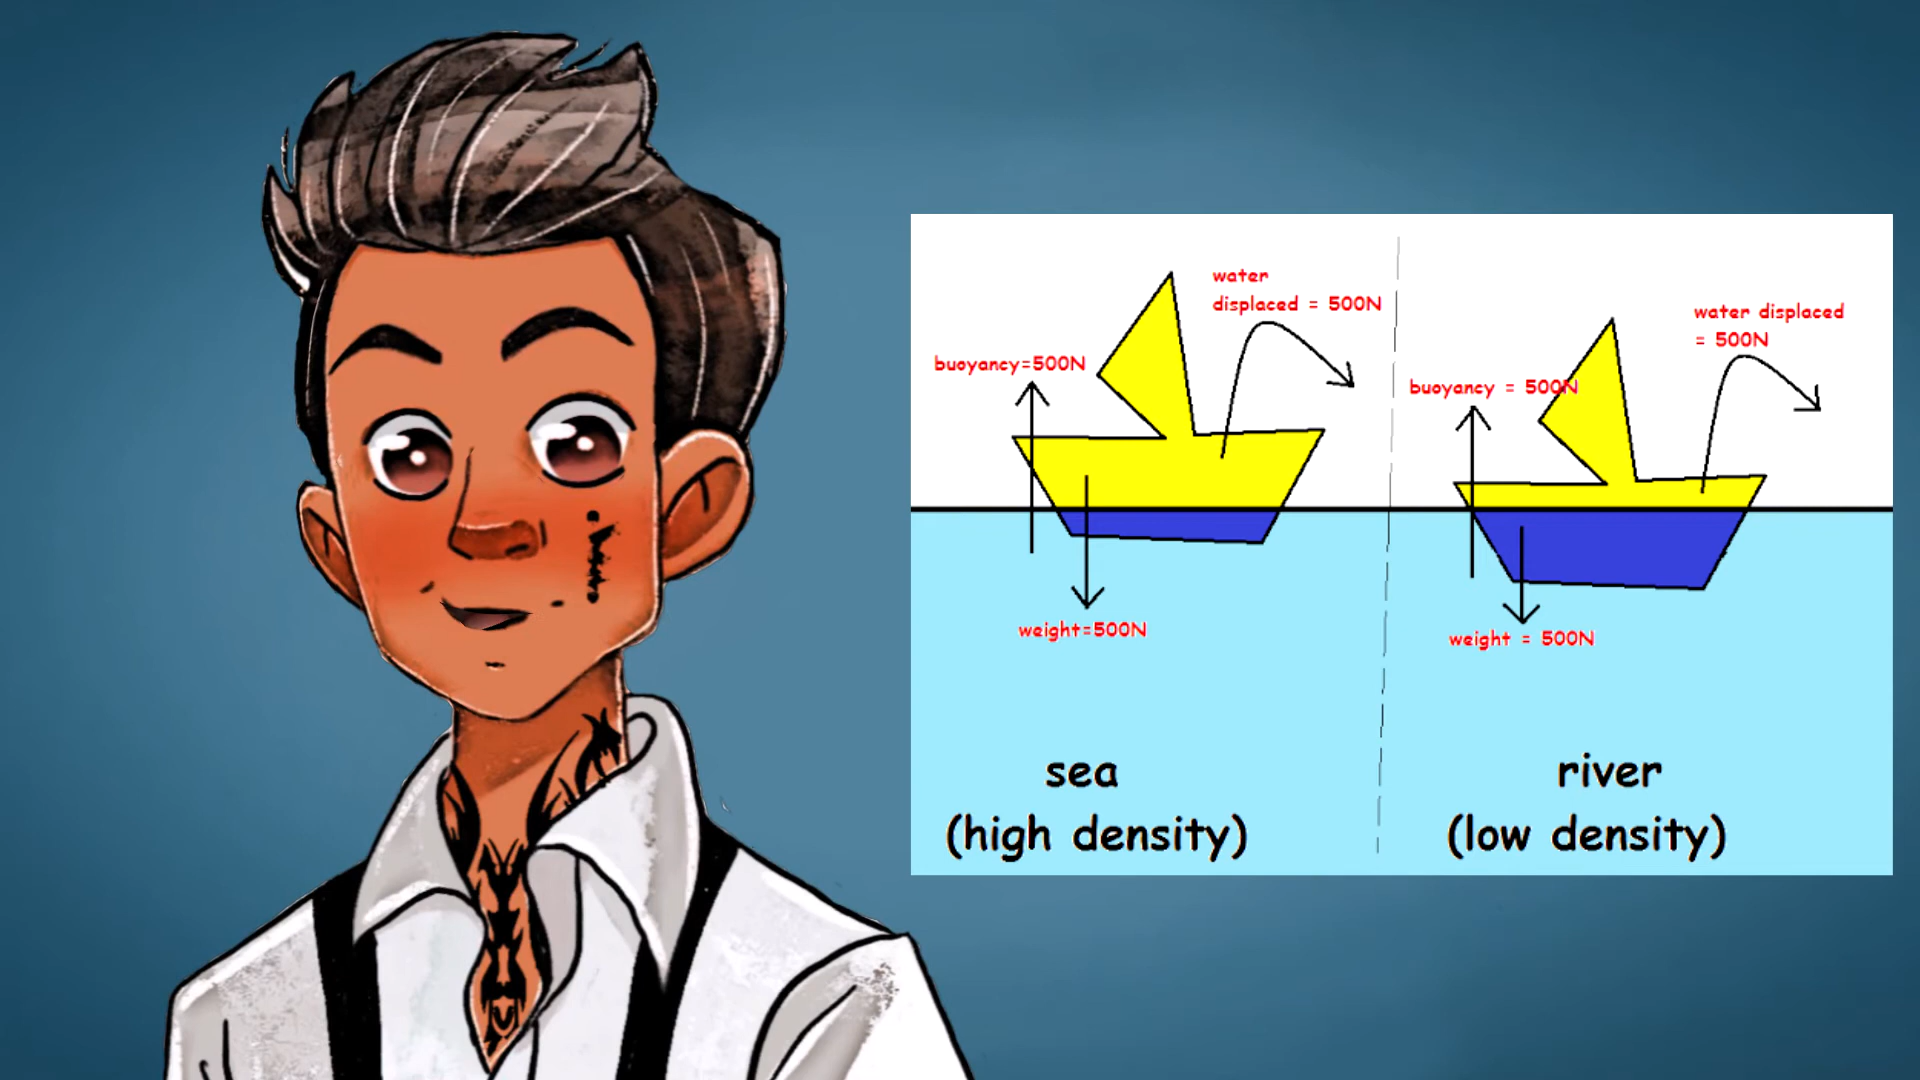 water
displaced = 500N
buoyancy=500N
weight=500N
sea
(high density)
water displaced
= 500N
buoyancy = 500N
weight = 500N
river
(low density)